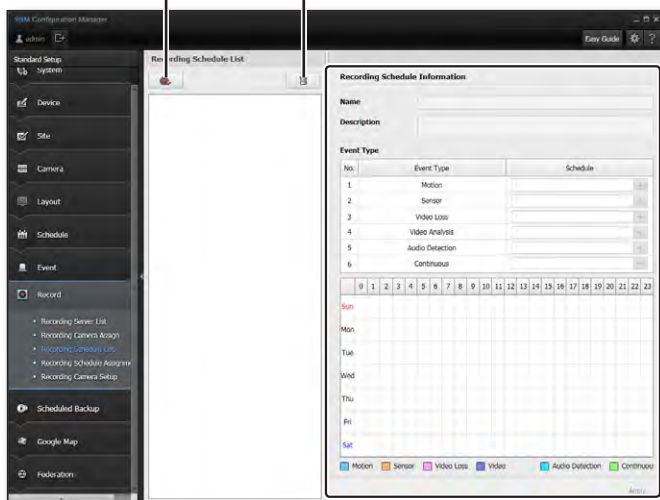 SSM Configuration Manager
admin
Easy Guide
?
Standard Setup
System
Device
Site
Camera
Layout
Schedule
Event
Record
• Recording Server List
• Recording Camera Assign
• Recording Schedule List
• Recording Schedule Assignme
• Recording Camera Setup
Scheduled Backup
Google Map
Federation
Recording Schedule List
Recording Schedule Information
Name
Description
Event Type
No. Event Type Schedule
1 Motion
2 Sensor
3 Video Loss
4 Video Analysis
5 Audio Detection
6 Continuous
0 1 2 3 4 5 6 7 8 9 10 11 12 13 14 15 16 17 18 19 20 21 22 23
Sun
Mon
Tue
Wed
Thu
Fri
Sat
Motion Sensor Video Loss Video Audio Detection Continuou
Apply